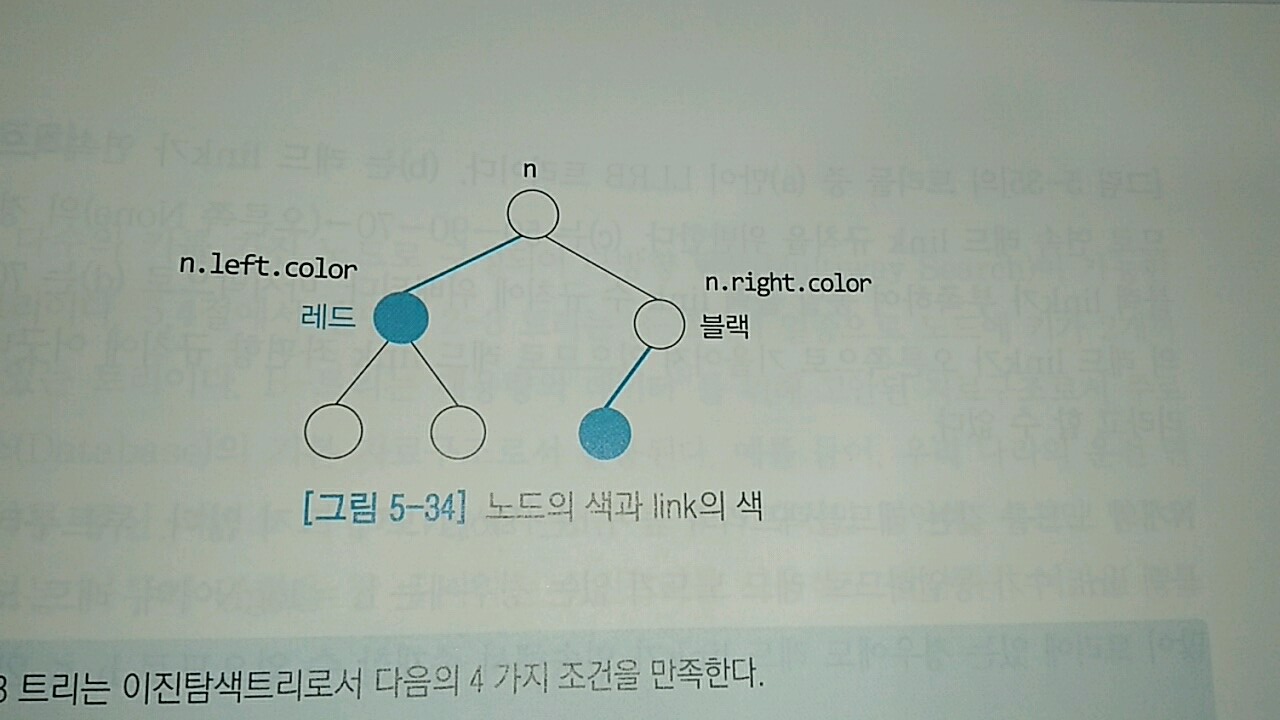 n
n.left.color
n.right.color
레드
블랙
[그림 5-34] 노드의 색과 link의 색
트리는 이진탐색트리로서 다음의 4 가지 조건을 만족한다.